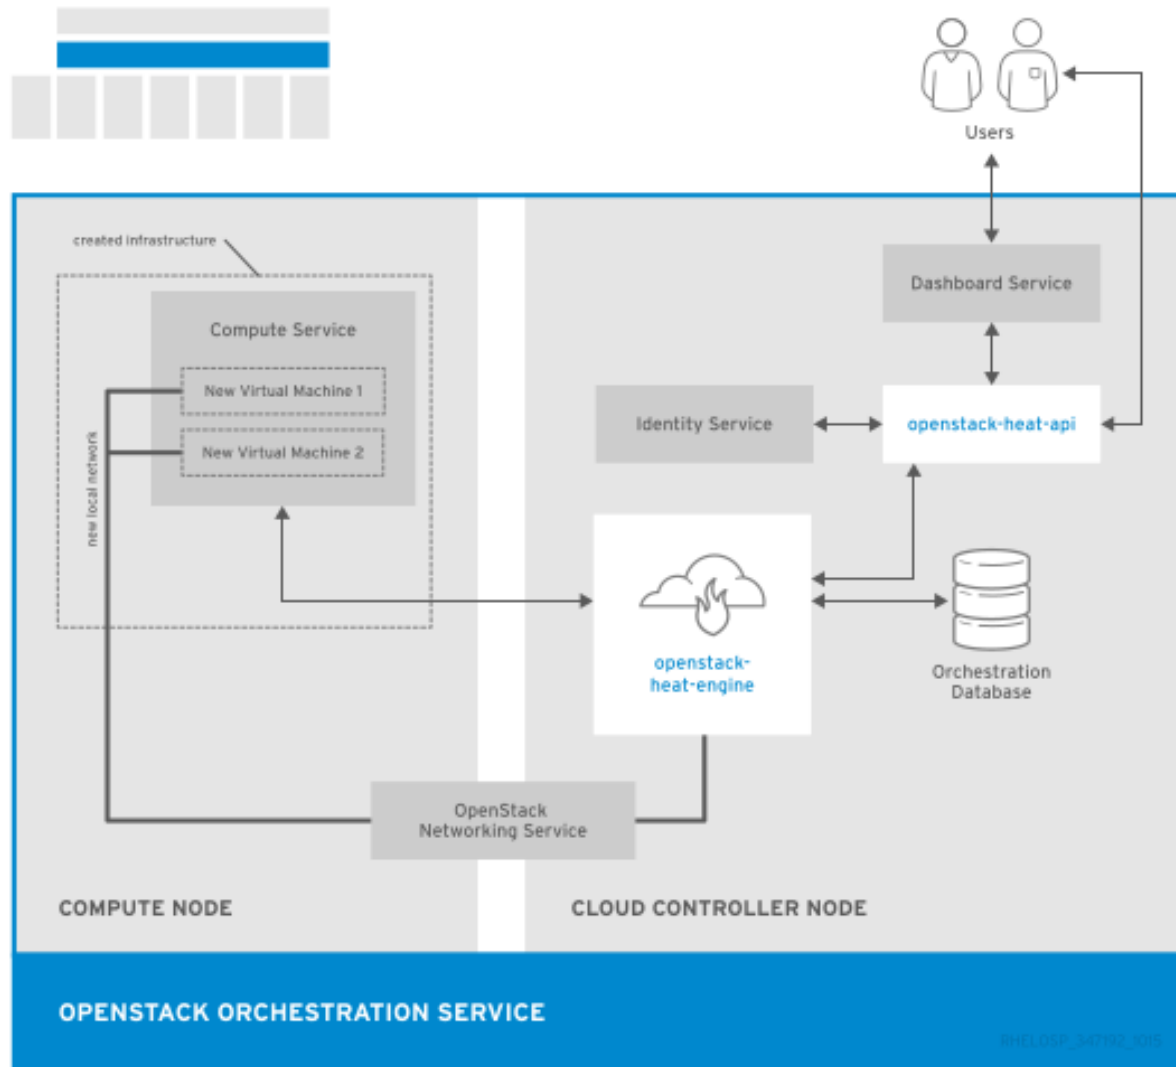 Users
created infrastructure
Dashboard Service
Compute Service
New Virtual Machine 1
Identity Service
openstack-heat-api
new local network
New Virtual Machine 2
openstack-
heat-engine
Orchestration
Database
OpenStack
Networking Service
COMPUTE NODE
CLOUD CONTROLLER NODE
OPENSTACK ORCHESTRATION SERVICE
RHELOSP_347192_1015